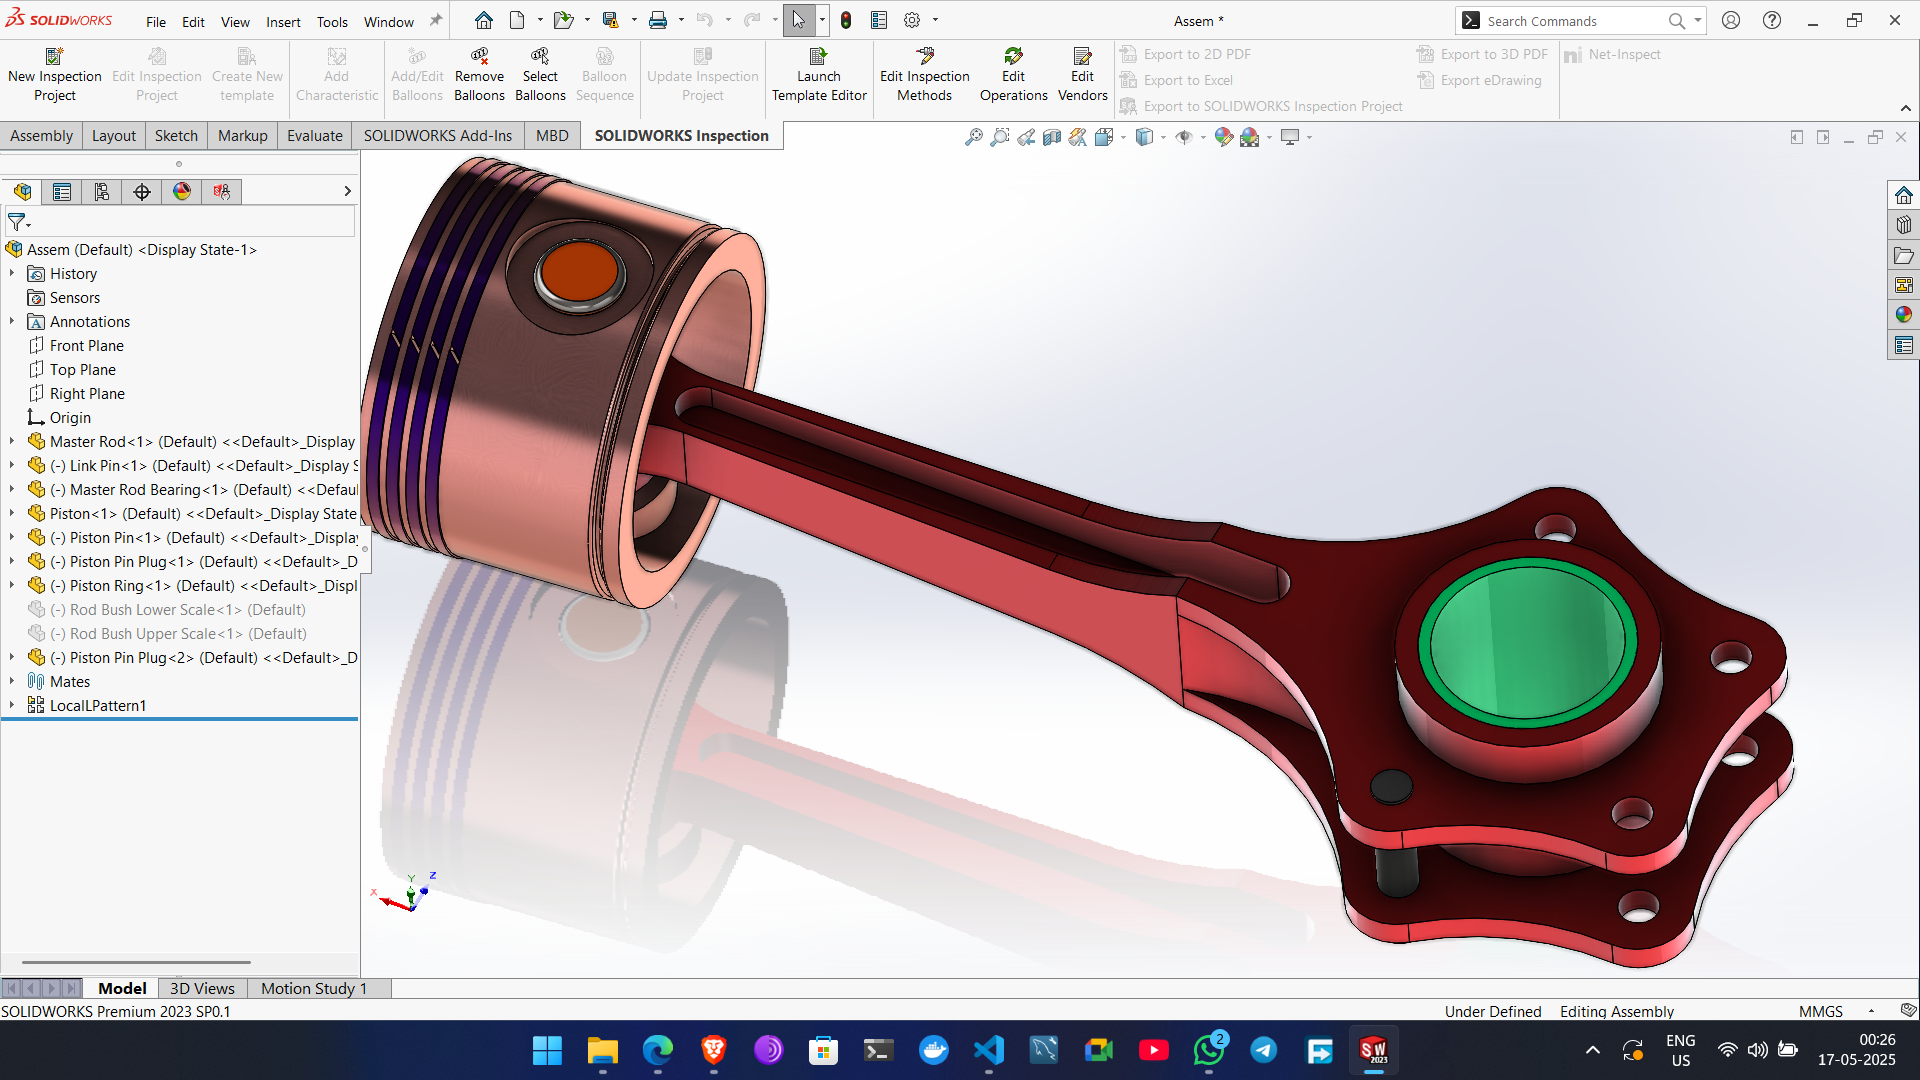 SOLIDWORKS File Edit View Insert Tools Window Assem * Search Commands
New Inspection Project
Edit Inspection Project
Create New template
Add Characteristic
Add/Edit Balloons
Remove Balloons
Select Balloons
Balloon Sequence
Update Inspection Project
Launch Template Editor
Edit Inspection Methods
Edit Operations
Edit Vendors
Export to 2D PDF
Export to Excel
Export to SOLIDWORKS Inspection Project
Export to 3D PDF
Export eDrawing
Net-Inspect
Assembly Layout Sketch Markup Evaluate SOLIDWORKS Add-Ins MBD SOLIDWORKS Inspection
Assem (Default) <Display State-1>
History
Sensors
Annotations
Front Plane
Top Plane
Right Plane
Origin
Master Rod<1> (Default) <<Default>_Display
(-) Link Pin<1> (Default) <<Default>_Display S
(-) Master Rod Bearing<1> (Default) <<Defaul
Piston<1> (Default) <<Default>_Display State
(-) Piston Pin<1> (Default) <<Default>_Display
(-) Piston Pin Plug<1> (Default) <<Default>_D
(-) Piston Ring<1> (Default) <<Default>_Displ
(-) Rod Bush Lower Scale<1> (Default)
(-) Rod Bush Upper Scale<1> (Default)
(-) Piston Pin Plug<2> (Default) <<Default>_D
Mates
LocalLPattern1
X Y Z
Model 3D Views Motion Study 1
SOLIDWORKS Premium 2023 SP0.1 Under Defined Editing Assembly MMGS
2
SW 2023
ENG US
00:26
17-05-2025